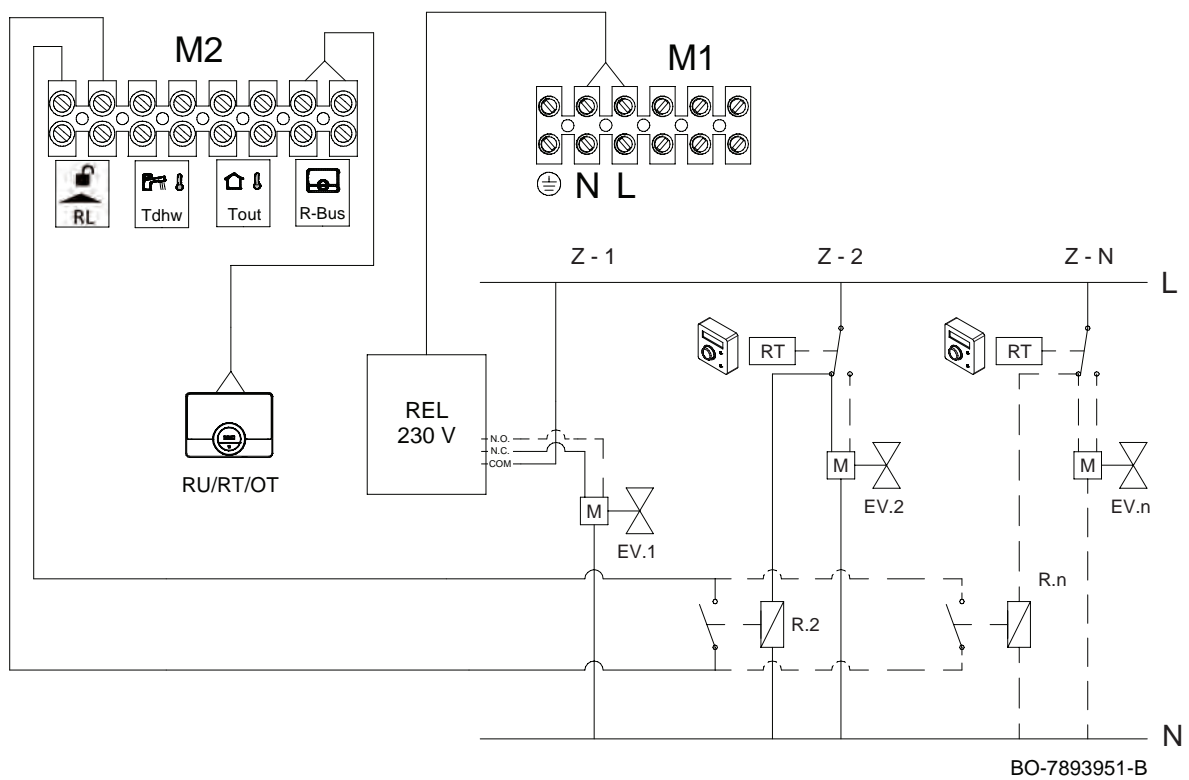 M2
M1
RL
Tdhw
Tout
R-Bus
N L
Z - 1
Z - 2
Z - N
L
RT
RT
REL
230 V
N.O.
N.C.
COM
RU/RT/OT
M
EV.1
M
EV.2
M
EV.n
R.2
R.n
N
BO-7893951-B